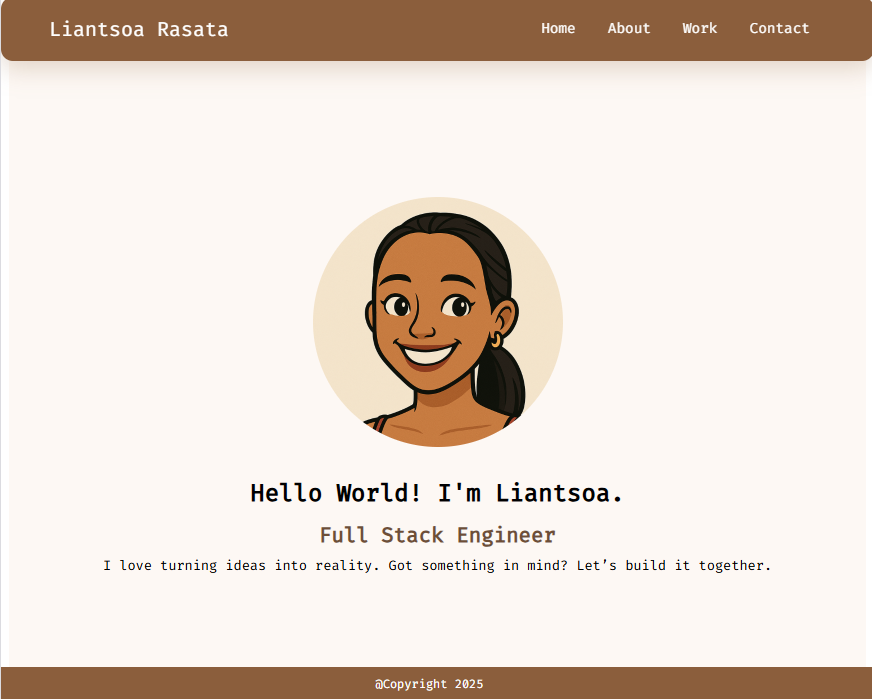 Liantsoa Rasata
Home About Work Contact
Hello World! I'm Liantsoa.
Full Stack Engineer
I love turning ideas into reality. Got something in mind? Let’s build it together.
@Copyright 2025